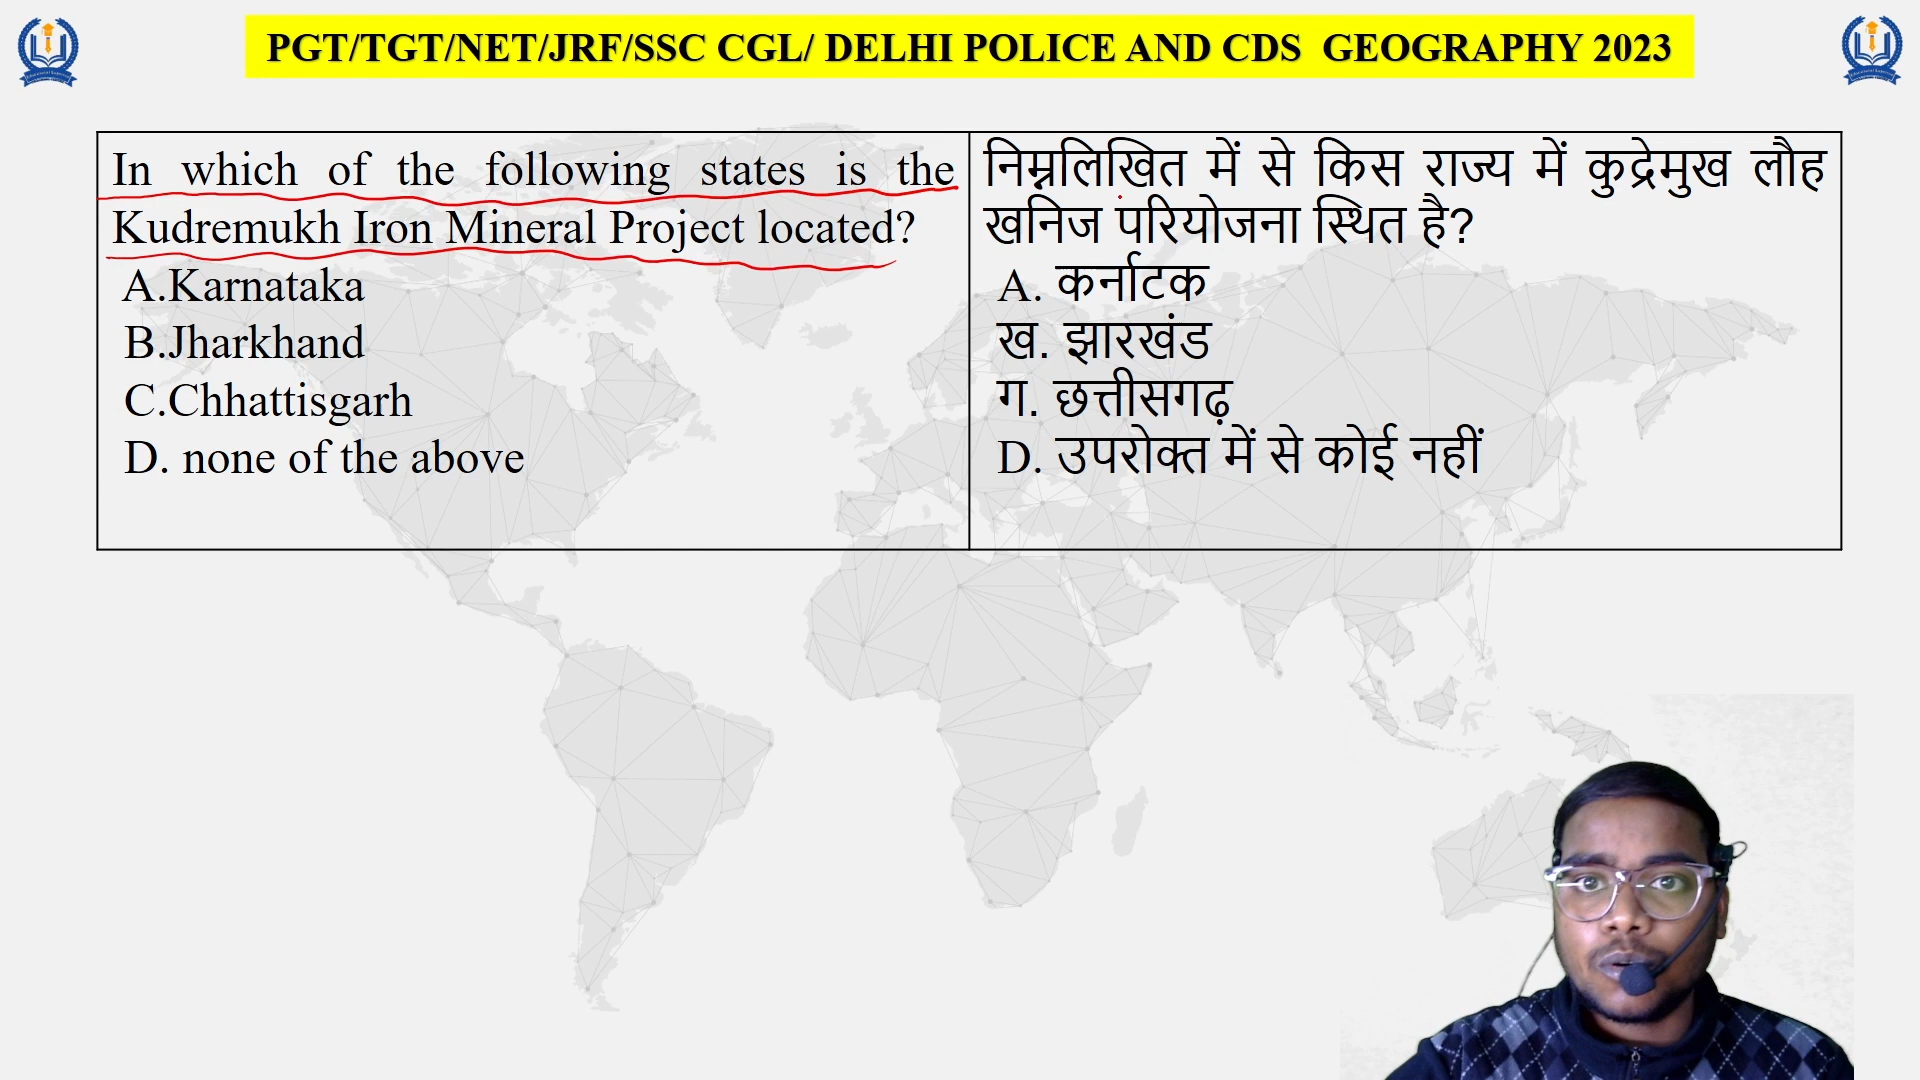 PGT/TGT/NET/JRF/SSC CGL/ DELHI POLICE AND CDS GEOGRAPHY 2023
In which of the following states is the
Kudremukh Iron Mineral Project located?
A.Karnataka
B.Jharkhand
C.Chhattisgarh
D. none of the above
निम्नलिखित में से किस राज्य में कुद्रेमुख लौह
खनिज परियोजना स्थित है?
A. कर्नाटक
ख. झारखंड
ग. छत्तीसगढ़
D. उपरोक्त में से कोई नहीं